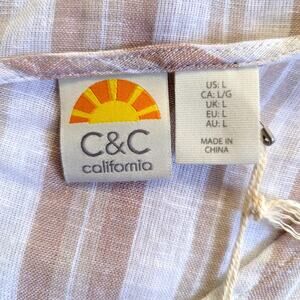 C&C
california
US: L
CA: L/G
UK: L
EU: L
AU: L
MADE IN
CHINA